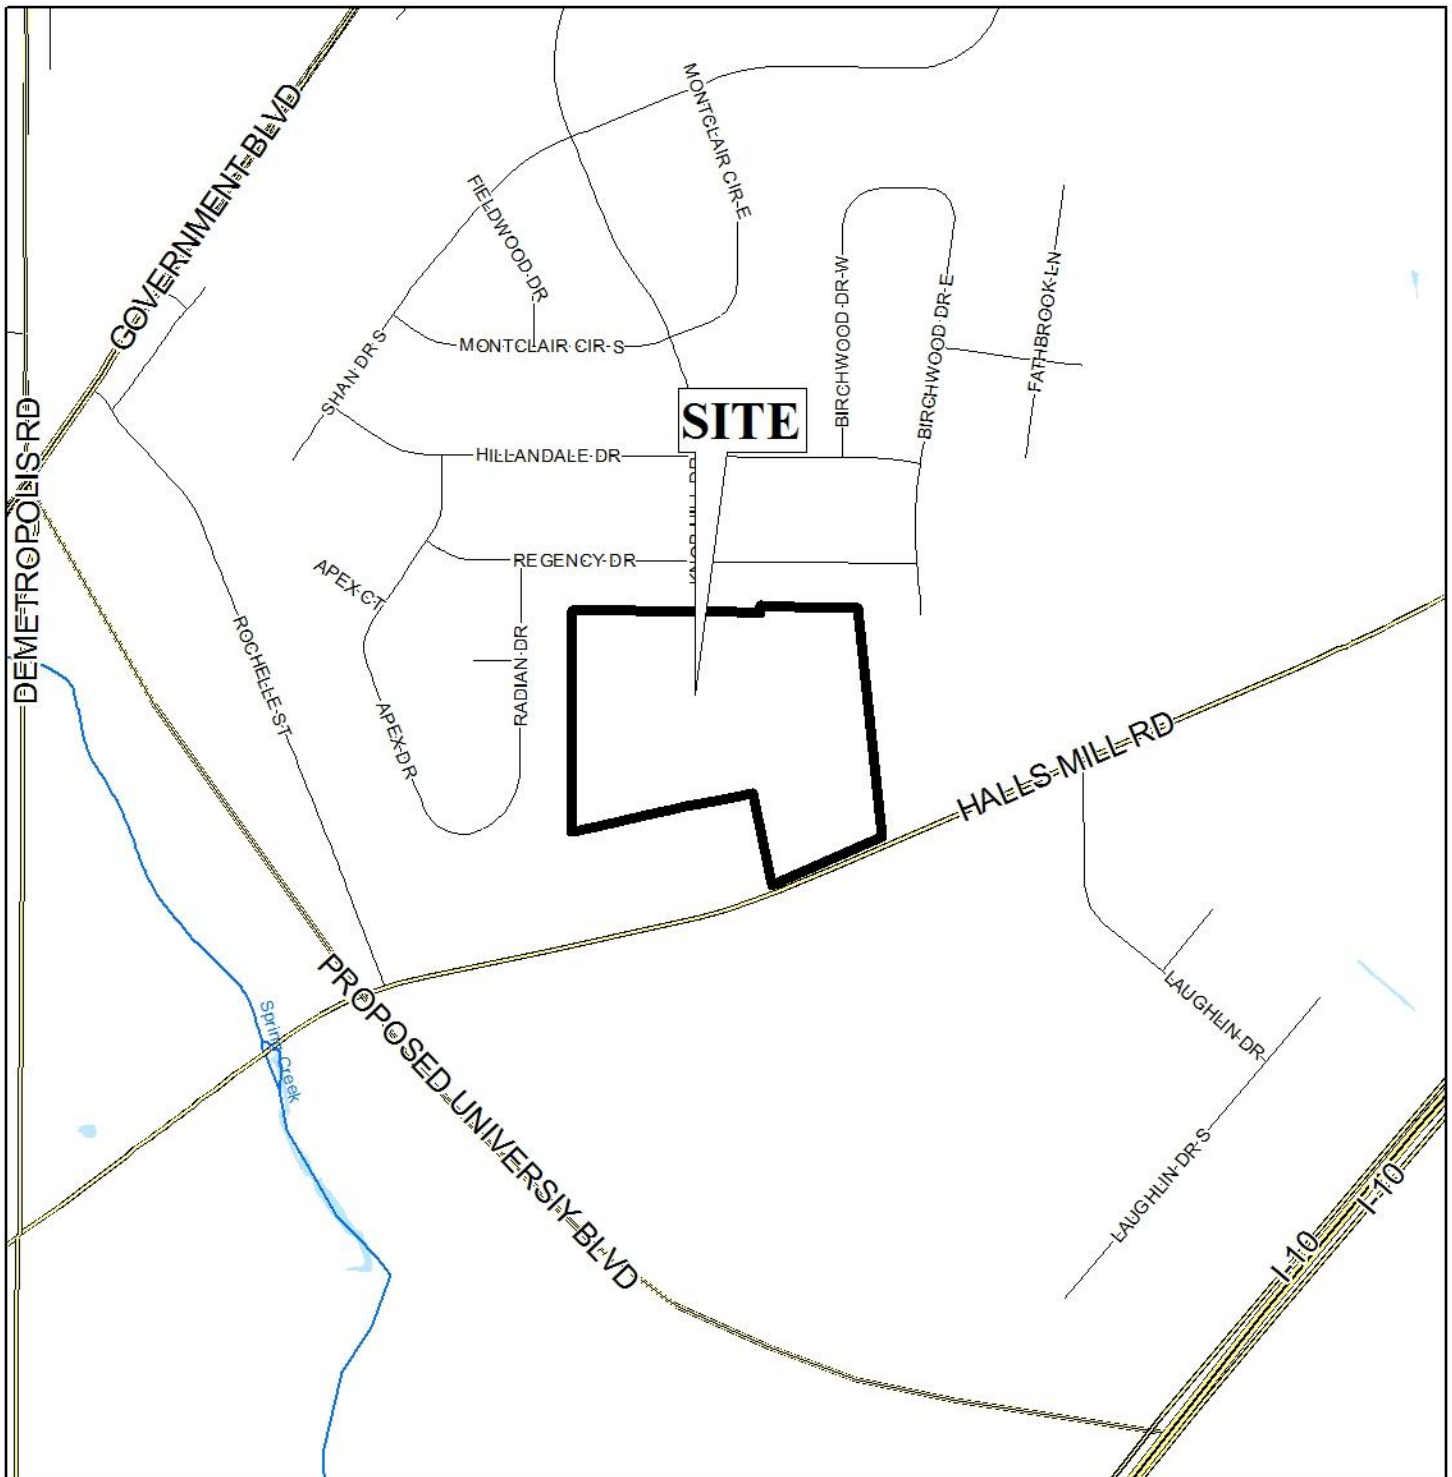 GOVERNMENT BLVD
MONTCLAIR CIR E
FIELDWOOD DR
BIRCHWOOD DR W
BIRCHWOOD DR E
FATHBROOK LN
SHAN DR S
MONTCLAIR CIR S
SITE
DEMETROPOLIS RD
HILLANDALE DR
REGENCY DR
APEX CT
ROCHELLE ST
RADIAN DR
APEX DR
HALLS MILL RD
PROPOSED UNIVERSIY BLVD
Spring Creek
LAUGHLIN DR
LAUGHLIN DR S
I-10
I-10